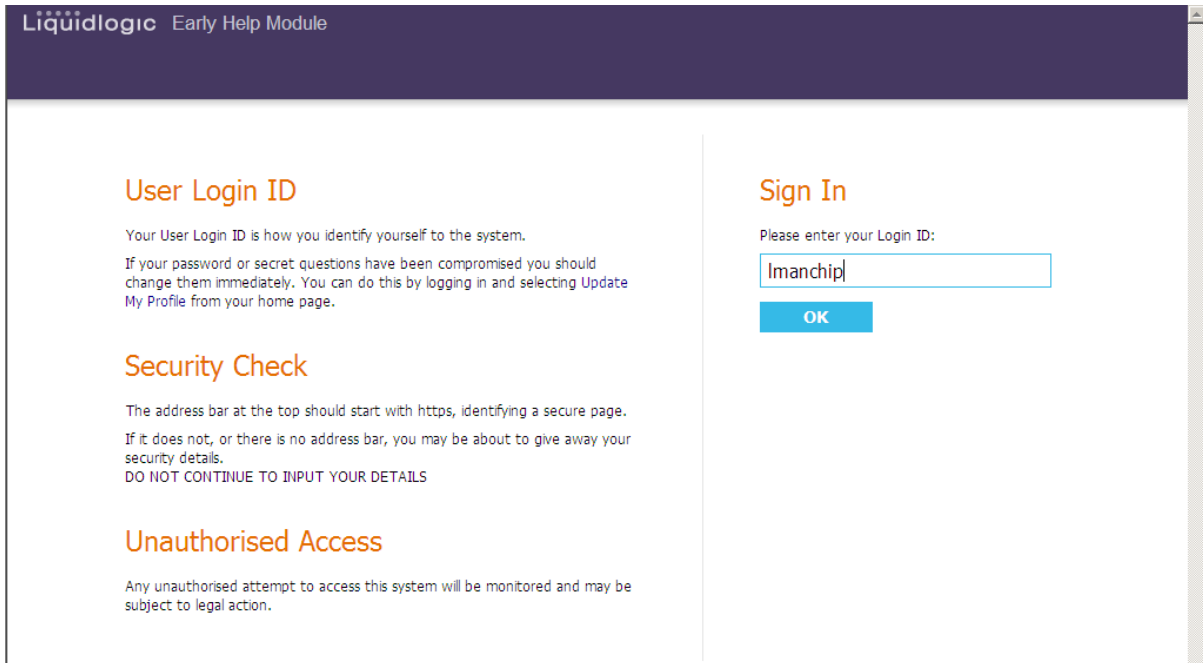 Liquidlogic Early Help Module
User Login ID
Your User Login ID is how you identify yourself to the system.
If your password or secret questions have been compromised you should
change them immediately. You can do this by logging in and selecting Update
My Profile from your home page.
Security Check
The address bar at the top should start with https, identifying a secure page.
If it does not, or there is no address bar, you may be about to give away your
security details.
DO NOT CONTINUE TO INPUT YOUR DETAILS
Unauthorised Access
Any unauthorised attempt to access this system will be monitored and may be
subject to legal action.
Sign In
Please enter your Login ID:
lmanchip
OK